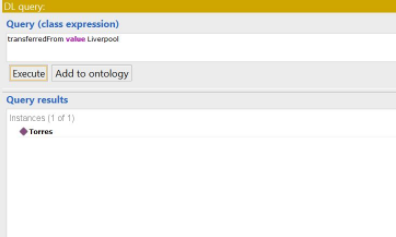 DL query:
Query (class expression)
transferredFrom value Liverpool
Execute Add to ontology
Query results
Instances (1 of 1)
Torres